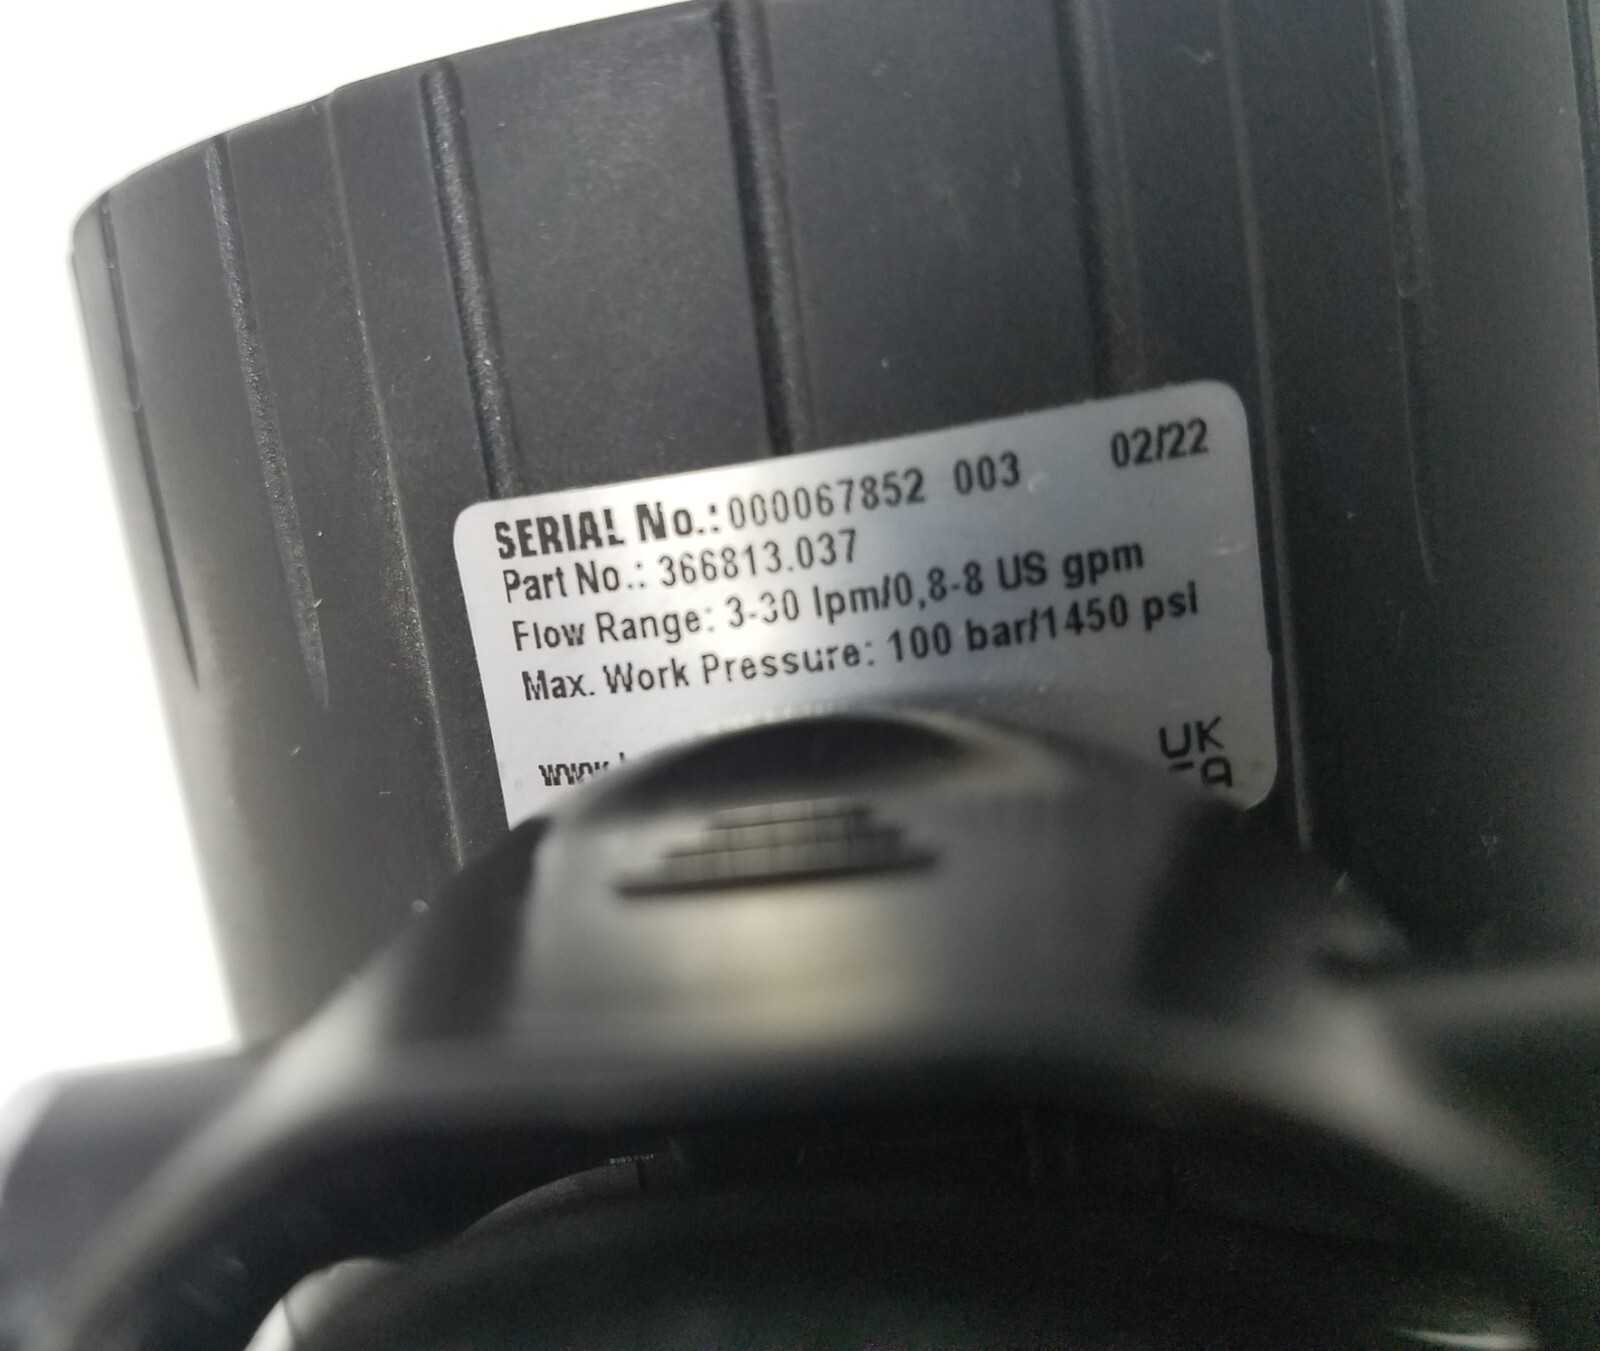 SERIAL No.:000067852 003 02/22
Part No.: 366813.037
Flow Range: 3-30 lpm/0,8-8 US gpm
Max. Work Pressure: 100 bar/1450 psi
UK